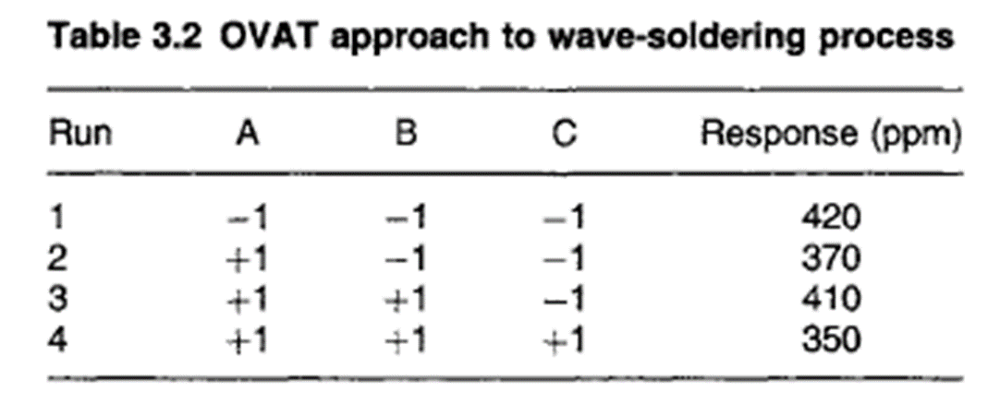 Table 3.2 OVAT approach to wave-soldering process
Run A B C Response (ppm)
1 −1 −1 −1 420
2 +1 −1 −1 370
3 +1 +1 −1 410
4 +1 +1 +1 350